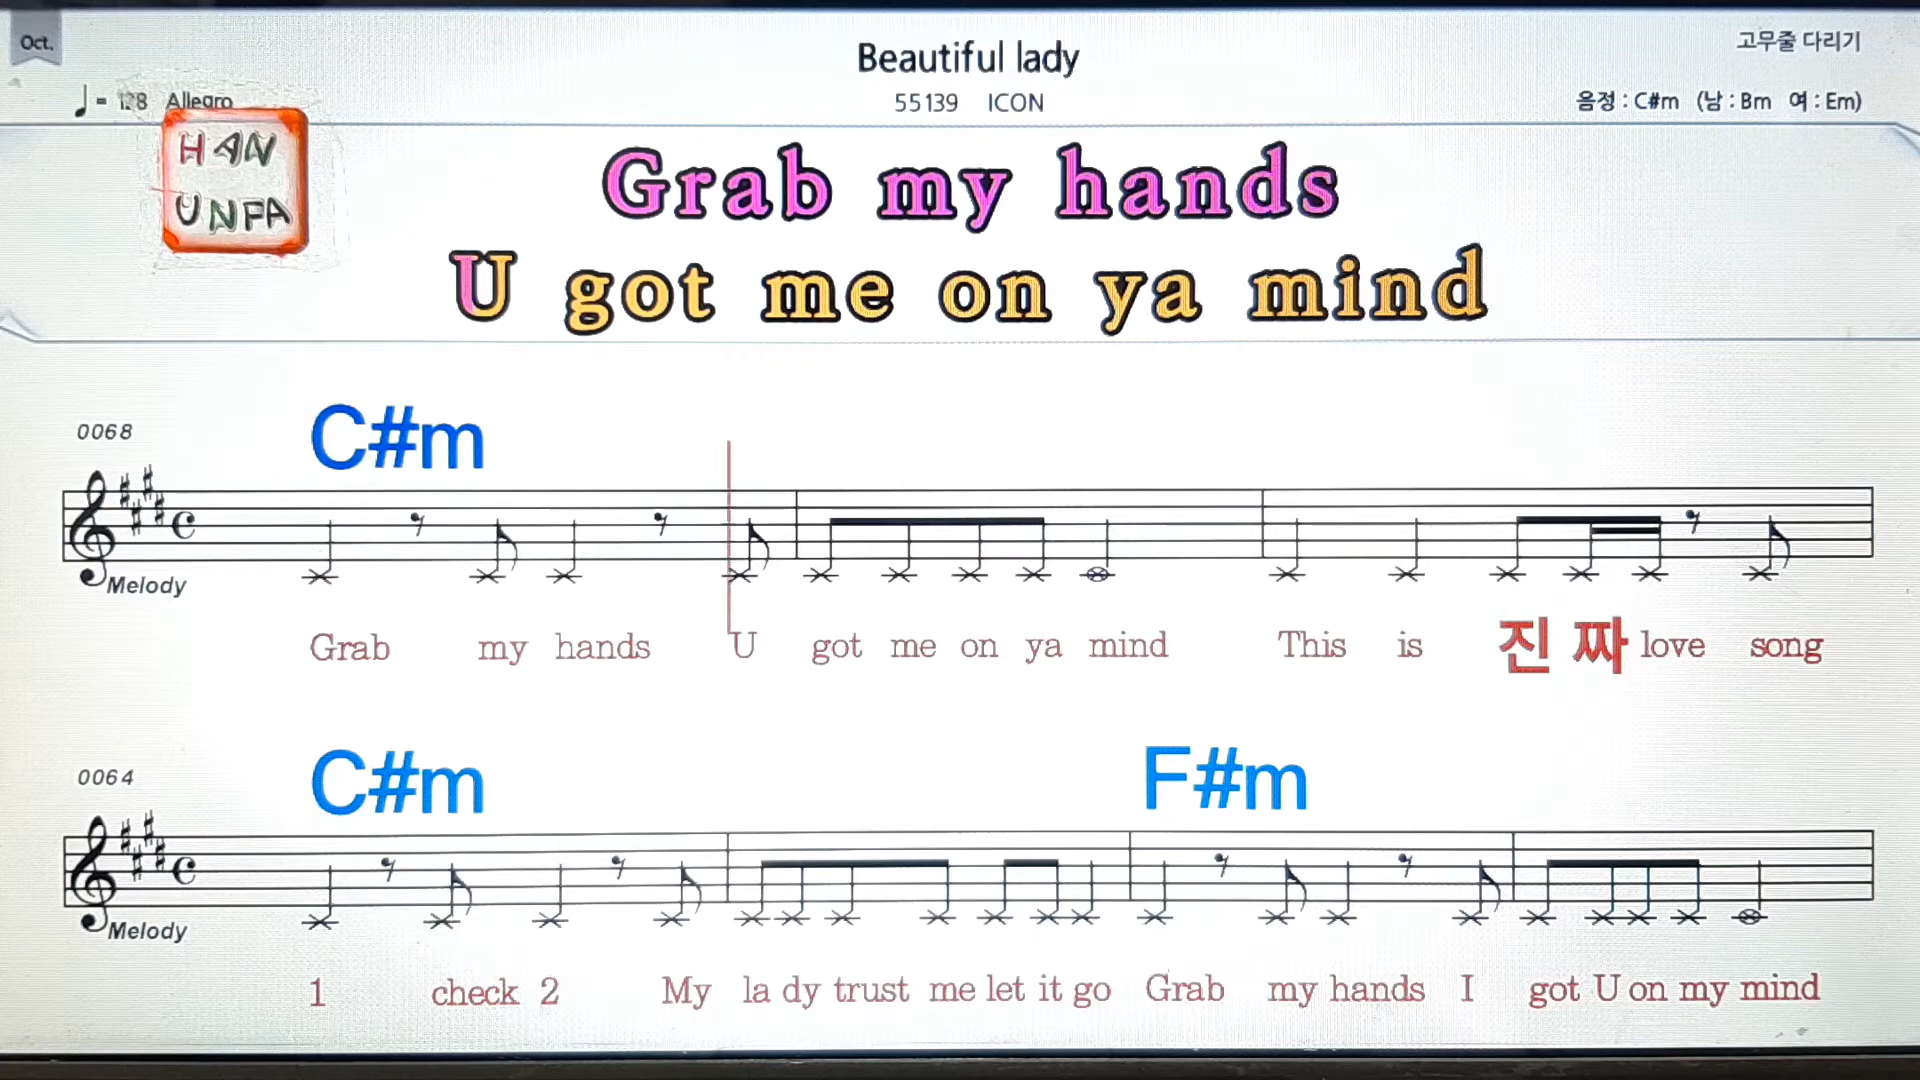 Oct.
Beautiful lady
고무줄 다리기
♩= 128 Allegro
55139 ICON
음정 : C#m (남 : Bm 여 : Em)
HAN
UNFA
Grab my hands
U got me on ya mind
0068
C#m
Melody
Grab my hands U got me on ya mind This is 진 짜 love song
0064
C#m F#m
Melody
1 check 2 My la dy trust me let it go Grab my hands I got U on my mind